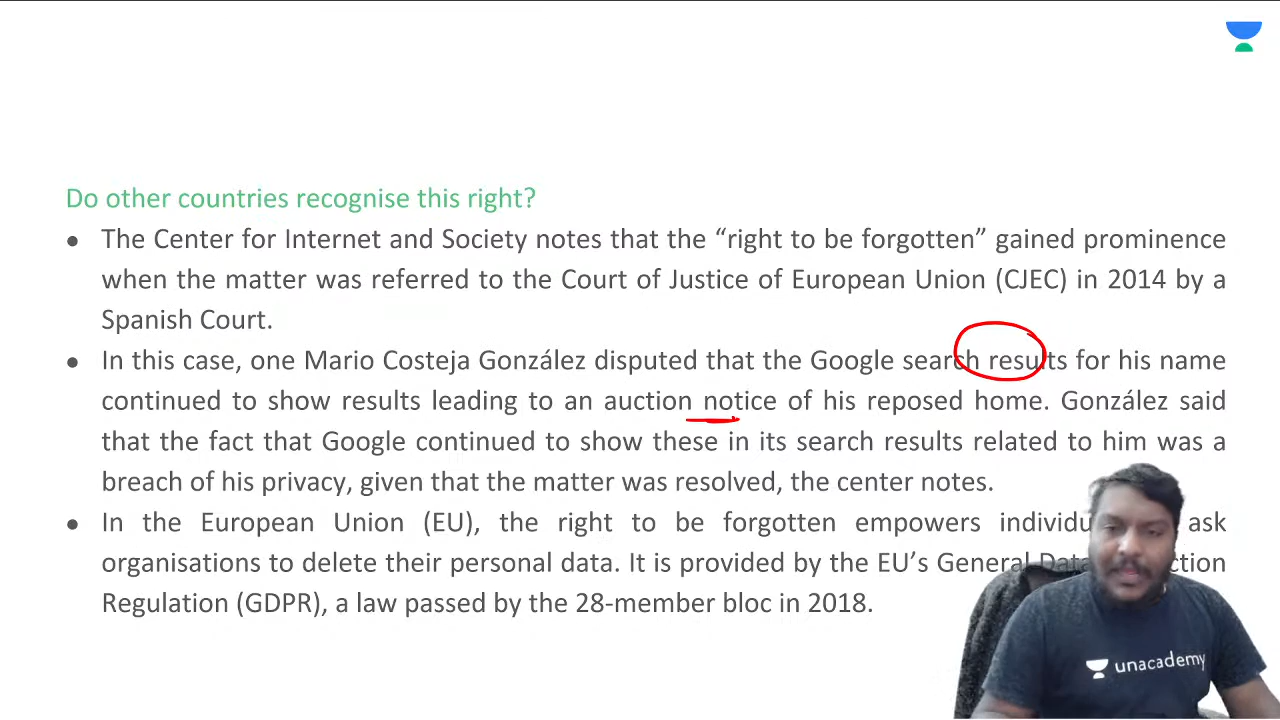 Do other countries recognise this right?
● The Center for Internet and Society notes that the “right to be forgotten” gained prominence
when the matter was referred to the Court of Justice of European Union (CJEC) in 2014 by a
Spanish Court.
● In this case, one Mario Costeja González disputed that the Google search results for his name
continued to show results leading to an auction notice of his reposed home. González said
that the fact that Google continued to show these in its search results related to him was a
breach of his privacy, given that the matter was resolved, the center notes.
● In the European Union (EU), the right to be forgotten empowers ask
organisations to delete their personal data. It is provided by the EU’s General Data
Regulation (GDPR), a law passed by the 28-member bloc in 2018.
unacademy